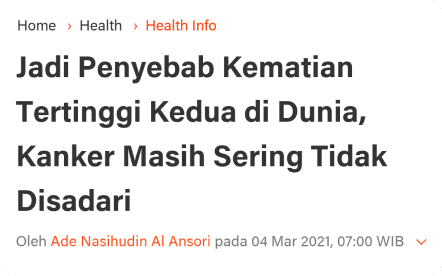 Home › Health › Health Info
Jadi Penyebab Kematian
Tertinggi Kedua di Dunia,
Kanker Masih Sering Tidak
Disadari
Oleh Ade Nasihudin Al Ansori pada 04 Mar 2021, 07:00 WIB